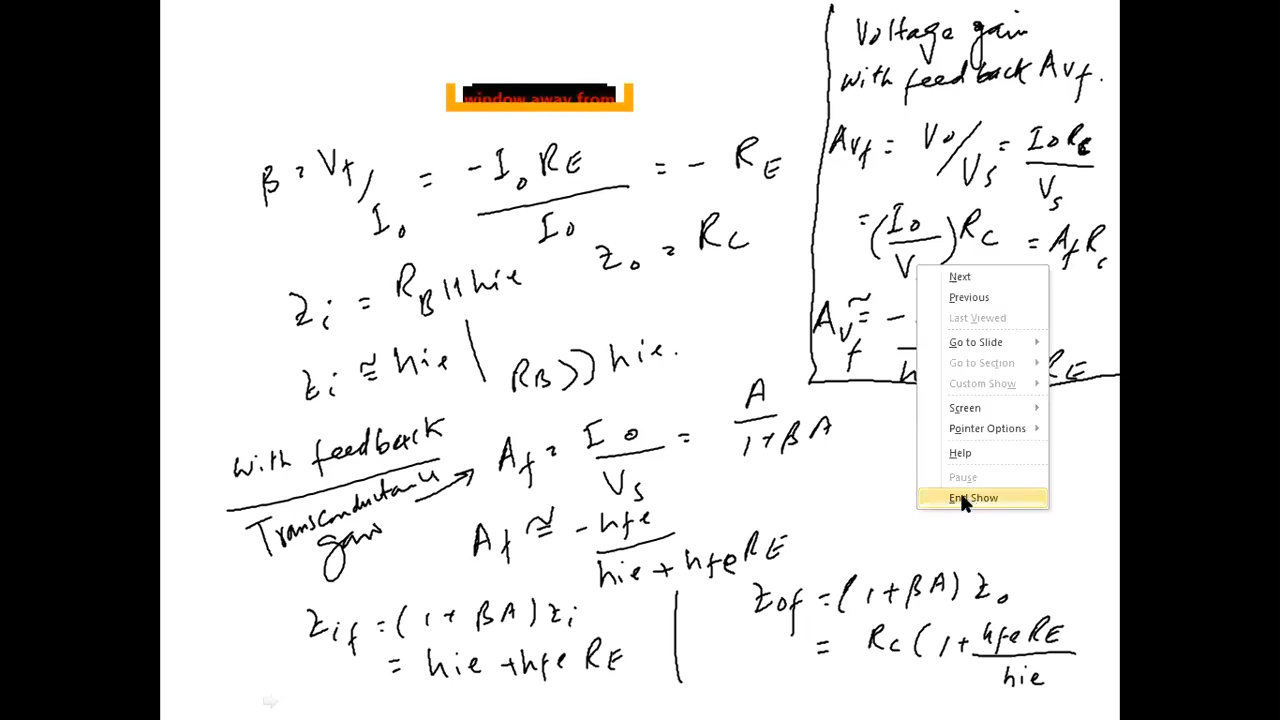 window away from
β = Vf / Io = -Io RE / Io = - RE
Zo = RC
Zi = RB || hie
Zi ≅ hie | RB >> hie.
with feedback
Transconductance gain → Af = Io / Vs = A / 1+βA
Af ≅ -hfe / hie + hfe RE
Zif = (1+ βA) Zi
= hie + hfe RE
Zof = (1+ βA) Zo
= RC (1+ hfe RE / hie
Voltage gain
with feedback Avf.
Avf = Vo / Vs = Io RC / Vs
= (Io / V ) RC = Af RC
Avf ≅ -
h RE
Next
Previous
Last Viewed
Go to Slide
Go to Section
Custom Show
Screen
Pointer Options
Help
Pause
End Show